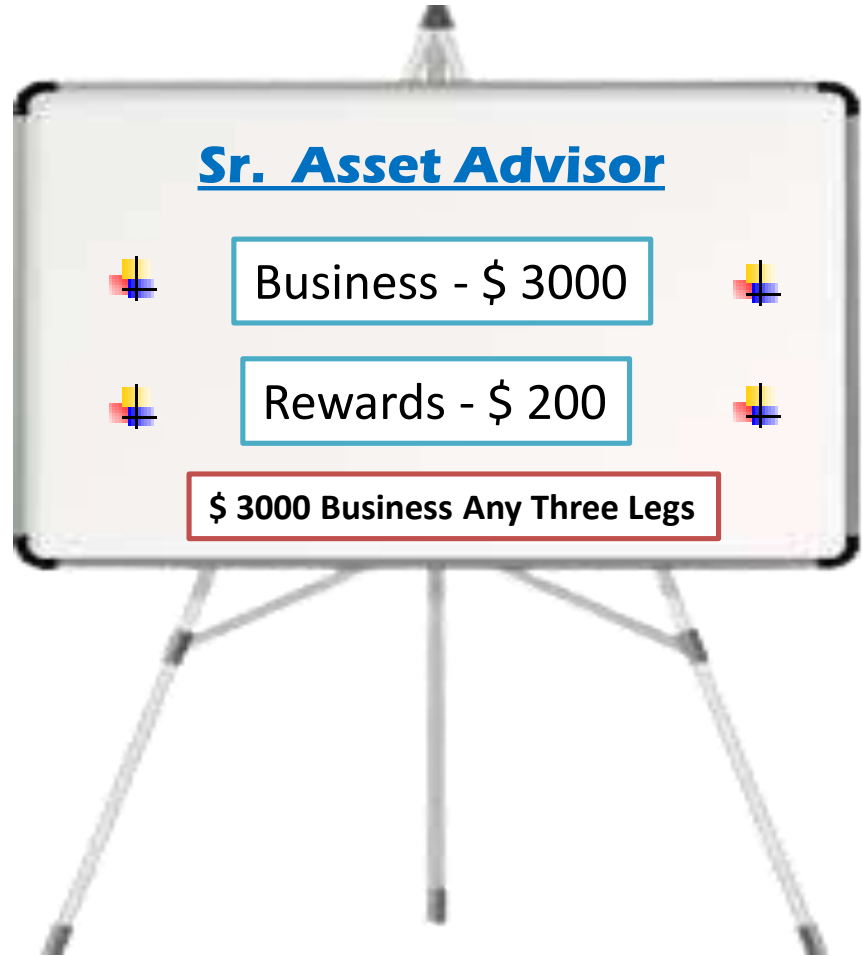 Sr. Asset Advisor
Business - $ 3000
Rewards - $ 200
$ 3000 Business Any Three Legs